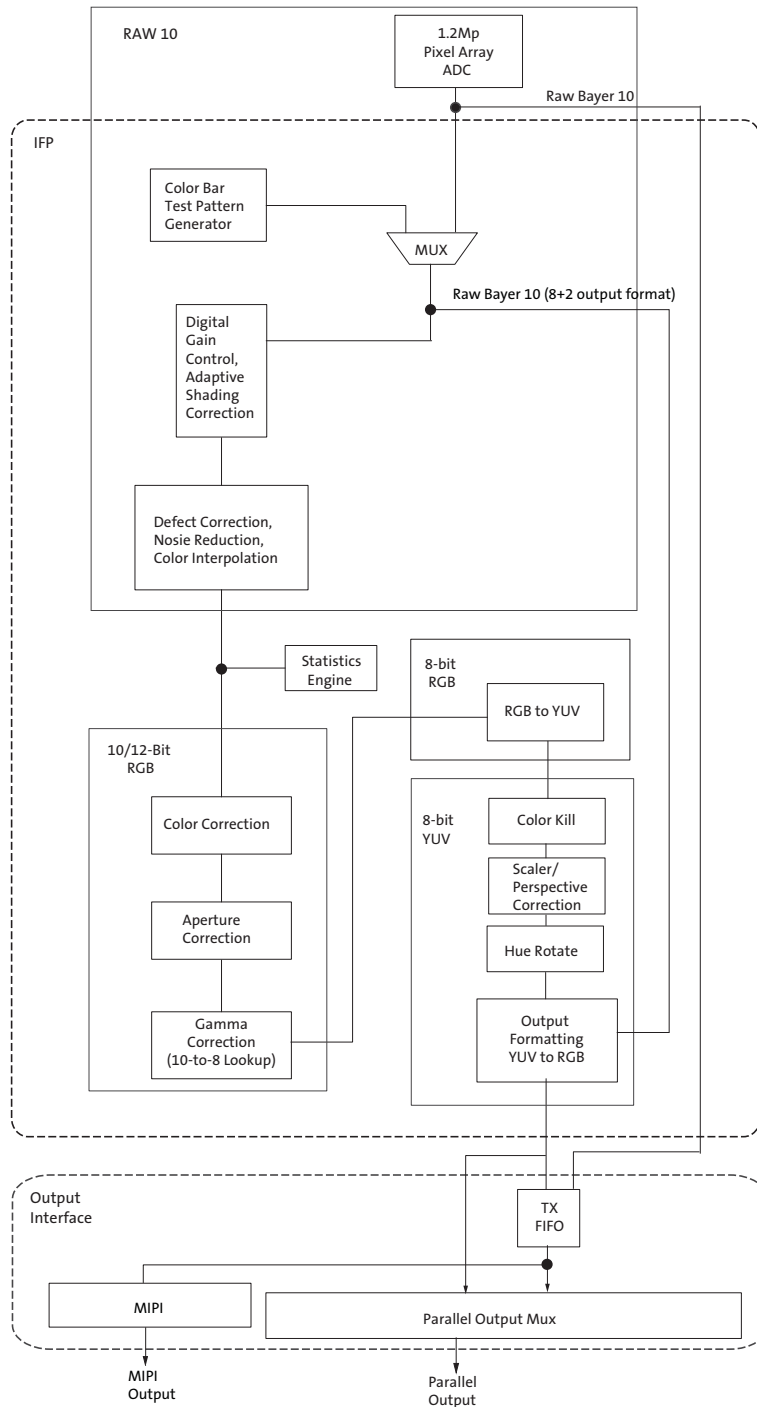 RAW 10
1.2Mp
Pixel Array
ADC
Raw Bayer 10
IFP
Color Bar
Test Pattern
Generator
MUX
Raw Bayer 10 (8+2 output format)
Digital
Gain
Control,
Adaptive
Shading
Correction
Defect Correction,
Nosie Reduction,
Color Interpolation
Statistics
Engine
8-bit
RGB
RGB to YUV
10/12-Bit
RGB
Color Correction
Aperture
Correction
Gamma
Correction
(10-to-8 Lookup)
8-bit
YUV
Color Kill
Scaler/
Perspective
Correction
Hue Rotate
Output
Formatting
YUV to RGB
Output
Interface
TX
FIFO
MIPI
Parallel Output Mux
MIPI
Output
Parallel
Output